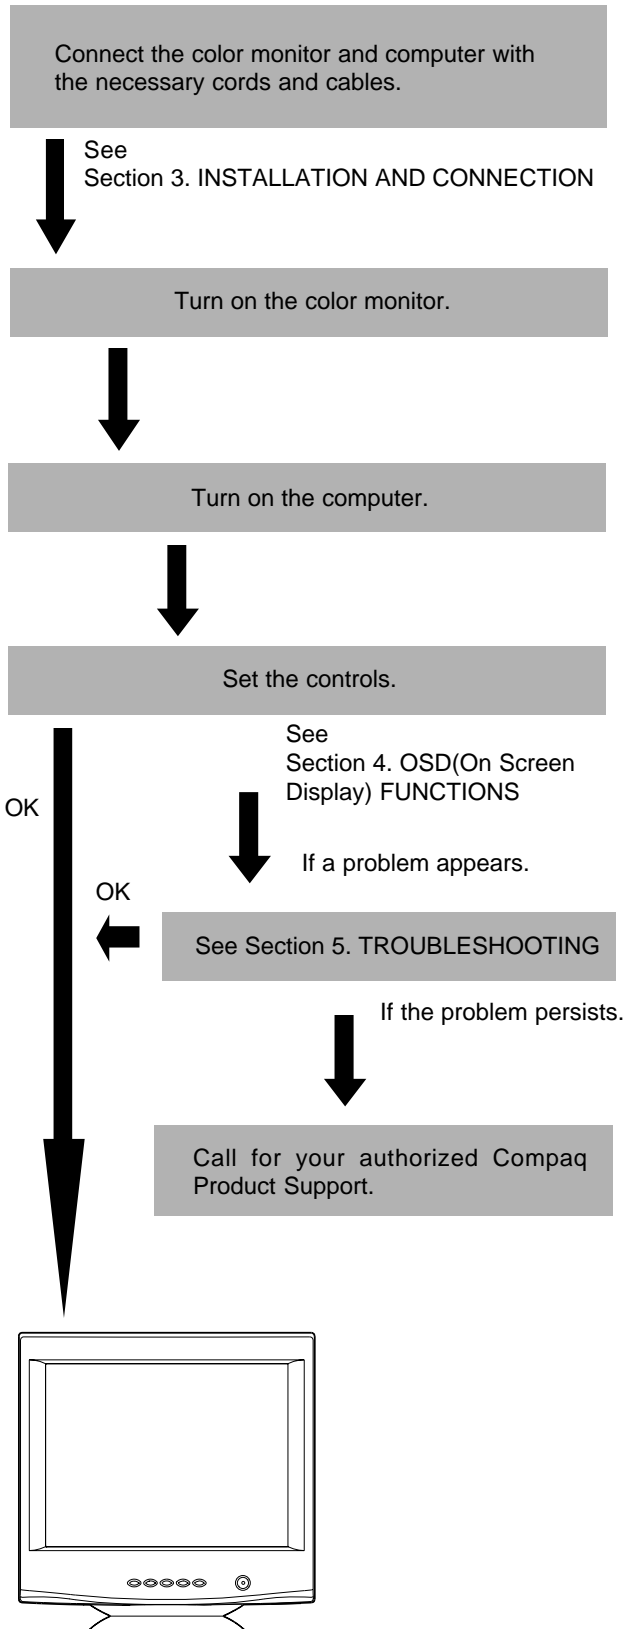 Connect the color monitor and computer with
the necessary cords and cables.
See
Section 3. INSTALLATION AND CONNECTION
Turn on the color monitor.
Turn on the computer.
Set the controls.
See
Section 4. OSD(On Screen
Display) FUNCTIONS
OK
If a problem appears.
OK
See Section 5. TROUBLESHOOTING
If the problem persists.
Call for your authorized Compaq
Product Support.